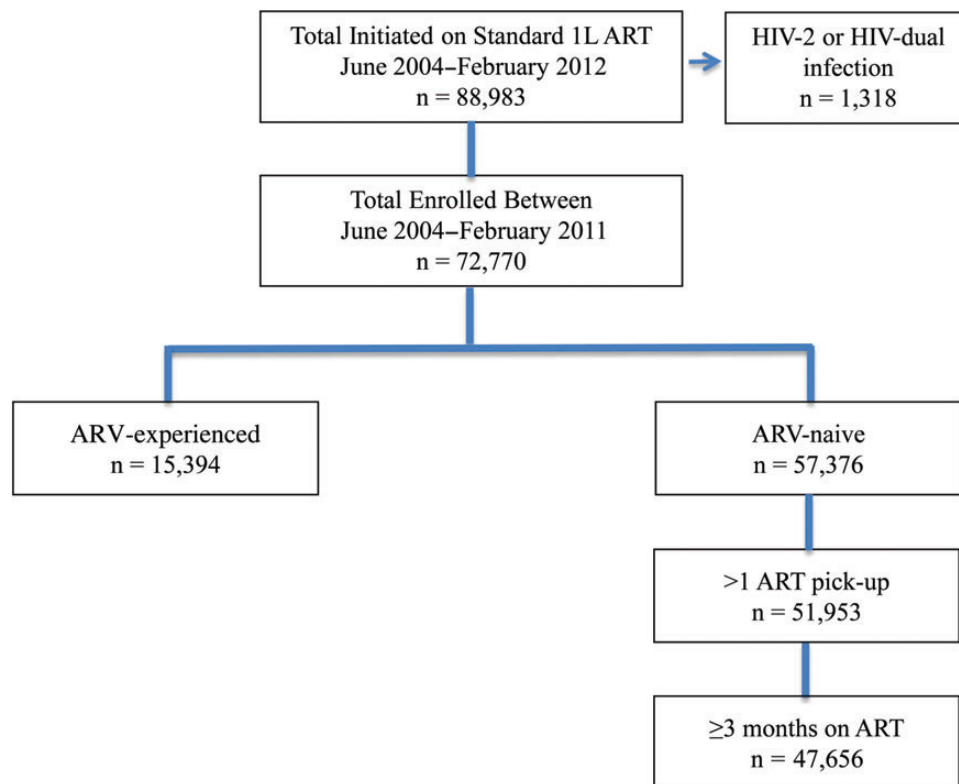 Total Initiated on Standard 1L ART
June 2004–February 2012
n = 88,983
HIV-2 or HIV-dual
infection
n = 1,318
Total Enrolled Between
June 2004–February 2011
n = 72,770
ARV-experienced
n = 15,394
ARV-naive
n = 57,376
>1 ART pick-up
n = 51,953
≥3 months on ART
n = 47,656